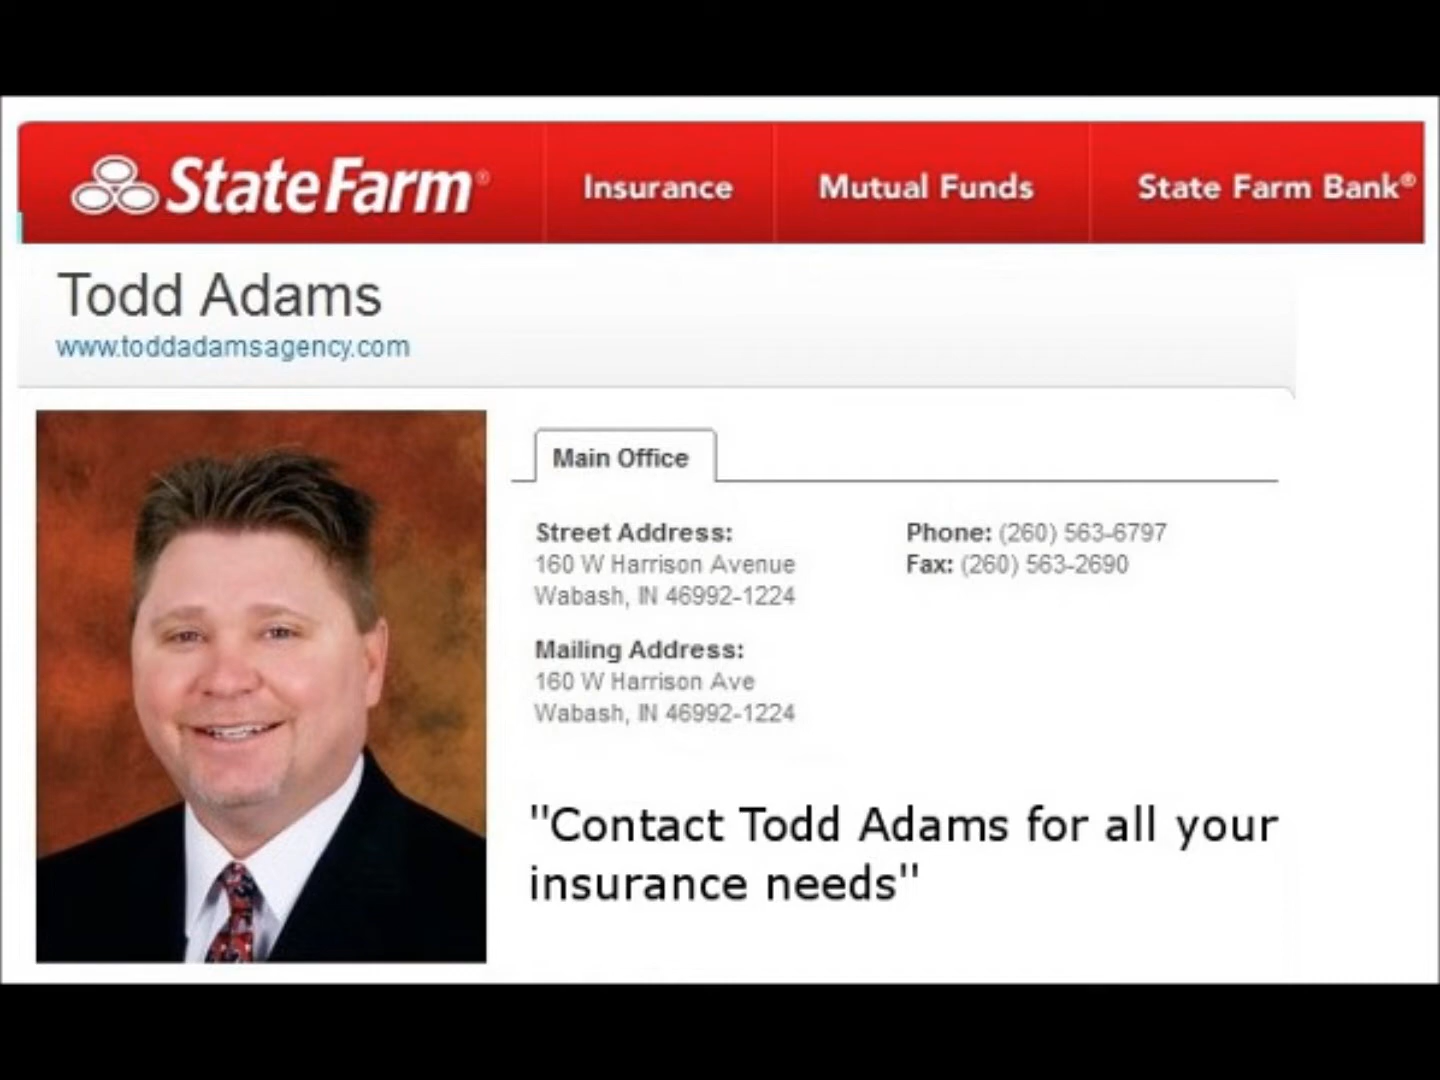 StateFarm®
Insurance
Mutual Funds
State Farm Bank®
Todd Adams
www.toddadamsagency.com
Main Office
Street Address:
160 W Harrison Avenue
Wabash, IN 46992-1224
Phone: (260) 563-6797
Fax: (260) 563-2690
Mailing Address:
160 W Harrison Ave
Wabash, IN 46992-1224
"Contact Todd Adams for all your
insurance needs"